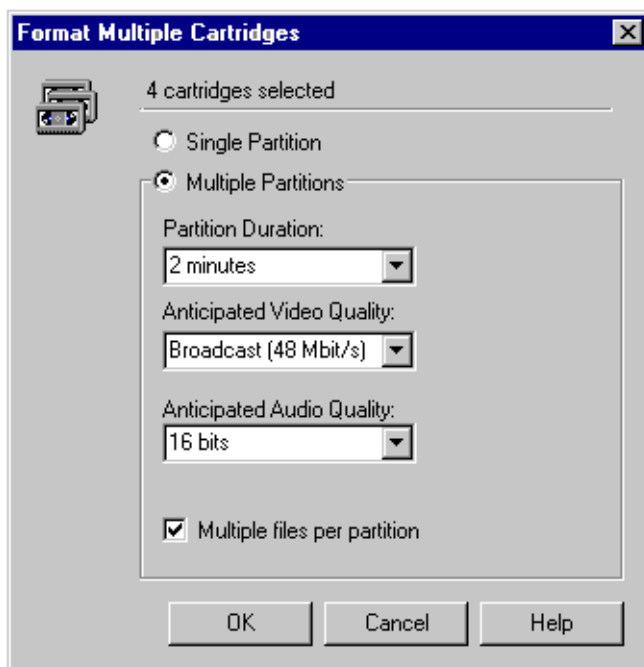 Format Multiple Cartridges
4 cartridges selected
Single Partition
Multiple Partitions
Partition Duration:
2 minutes
Anticipated Video Quality:
Broadcast (48 Mbit/s)
Anticipated Audio Quality:
16 bits
Multiple files per partition
OK Cancel Help